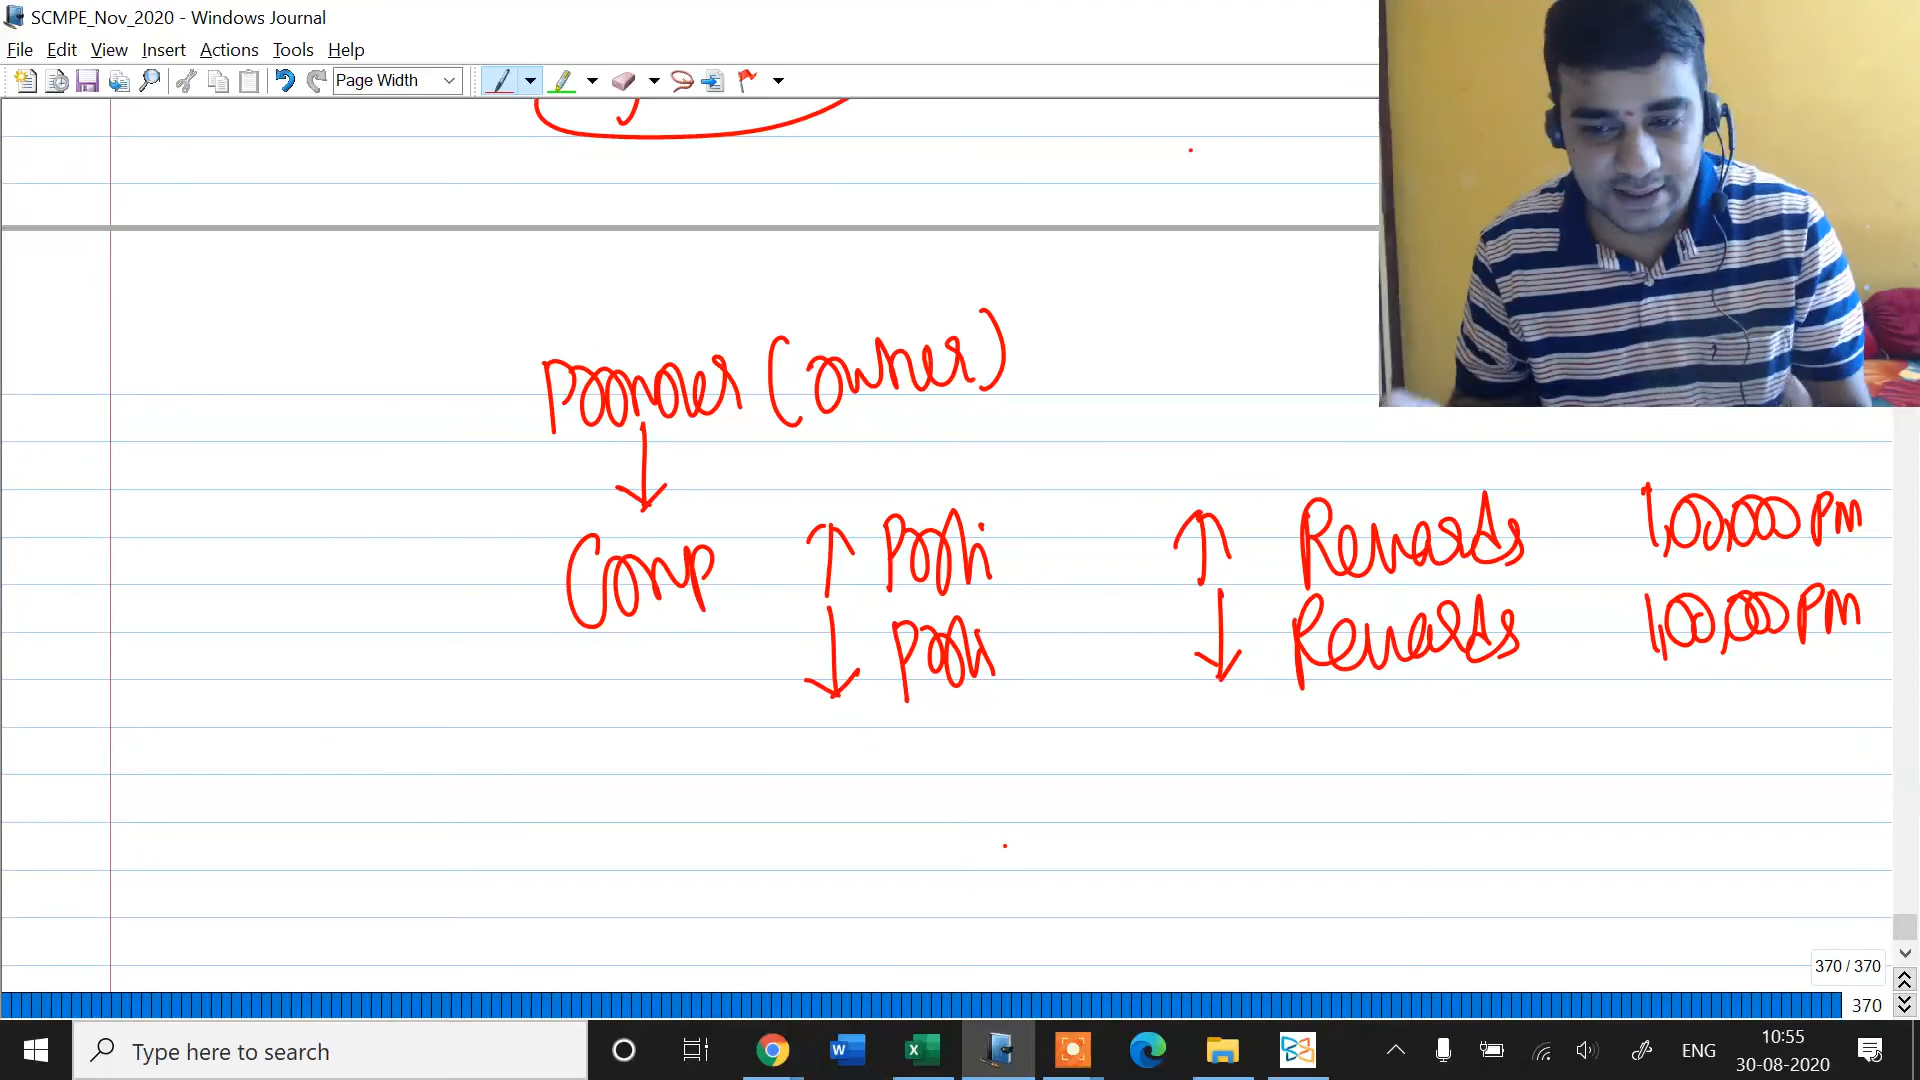 SCMPE_Nov_2020 - Windows Journal
File Edit View Insert Actions Tools Help
Page Width
Promoter (owner)
Comp ↑ Profit ↑ Rewards 1,00,000 PM
↓ Profit ↓ Rewards 1,00,000 PM
370 / 370
370
Type here to search
ENG
10:55
30-08-2020